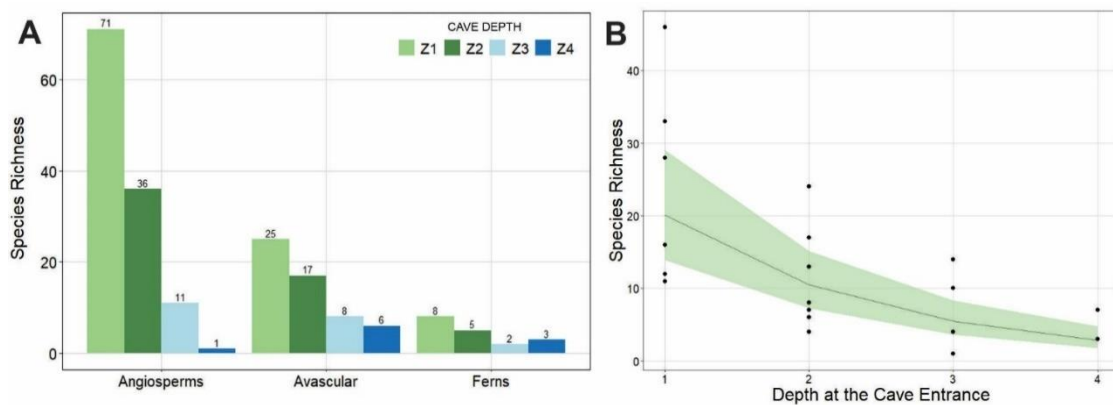 A
CAVE DEPTH
Z1 Z2 Z3 Z4
Species Richness
60
40
20
0
71
36
11
1
25
17
8
6
8
5
2
3
Angiosperms Avascular Ferns
B
Species Richness
40
30
20
10
0
1 2 3 4
Depth at the Cave Entrance